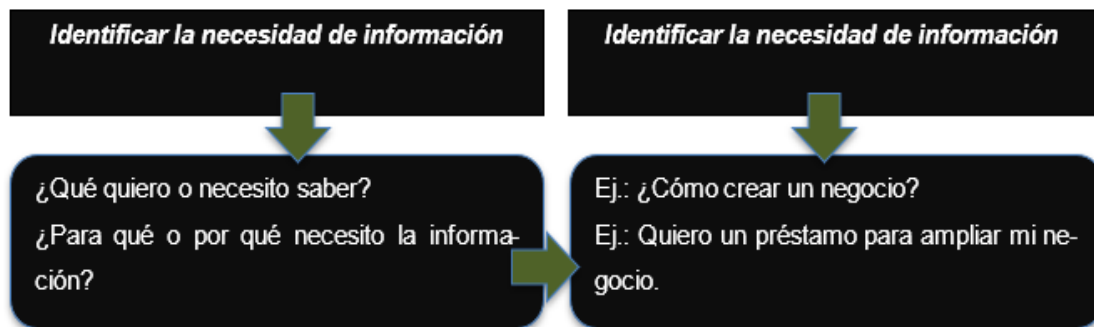 Identificar la necesidad de información
Identificar la necesidad de información
¿Qué quiero o necesito saber?
¿Para qué o por qué necesito la informa-
ción?
Ej.: ¿Cómo crear un negocio?
Ej.: Quiero un préstamo para ampliar mi ne-
gocio.